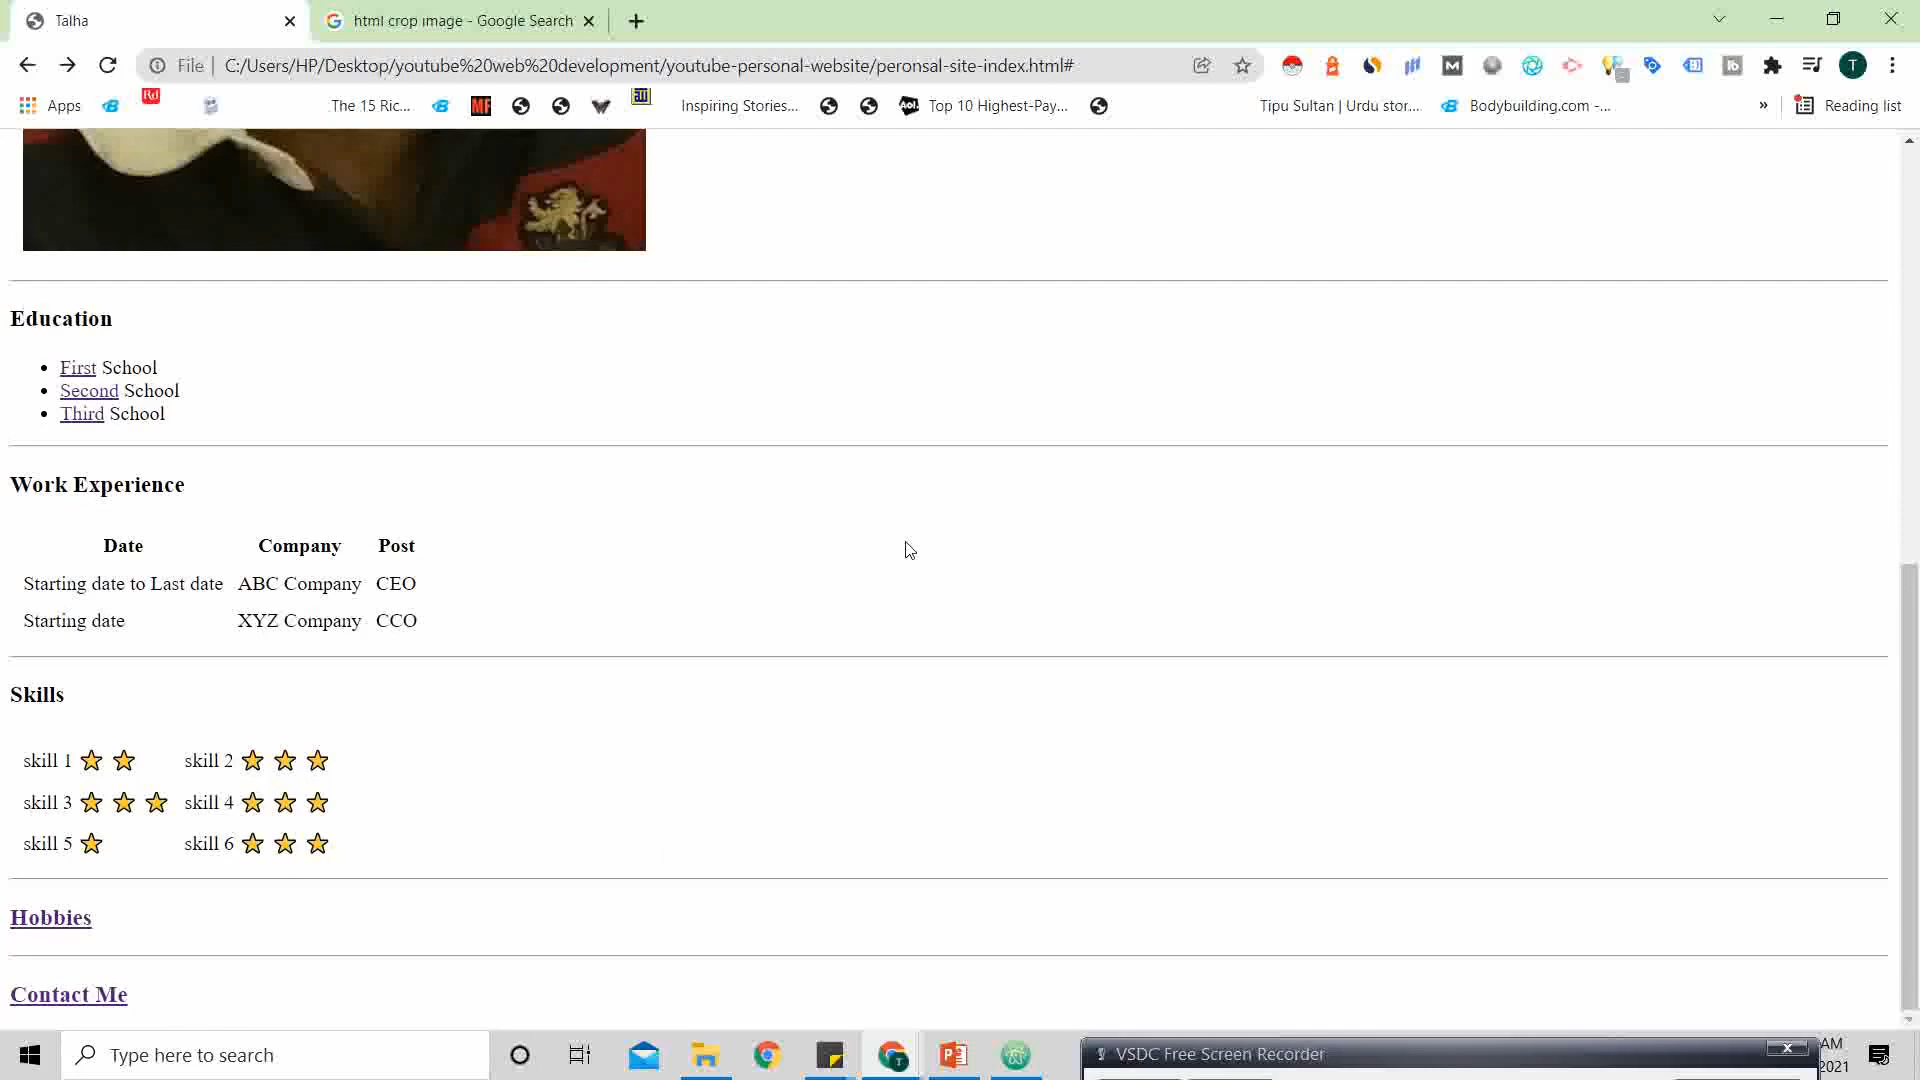 Talha
html crop image - Google Search
File
C:/Users/HP/Desktop/youtube%20web%20development/youtube-personal-website/peronsal-site-index.html#
T
Apps
Rd
The 15 Ric...
MF
Inspiring Stories...
Aol.
Top 10 Highest-Pay...
Tipu Sultan | Urdu stor...
Bodybuilding.com -...
»
Reading list
Education
• First School
• Second School
• Third School
Work Experience
Date Company Post
Starting date to Last date ABC Company CEO
Starting date XYZ Company CCO
Skills
skill 1 skill 2
skill 3 skill 4
skill 5 skill 6
Hobbies
Contact Me
Type here to search
VSDC Free Screen Recorder
AM
2021